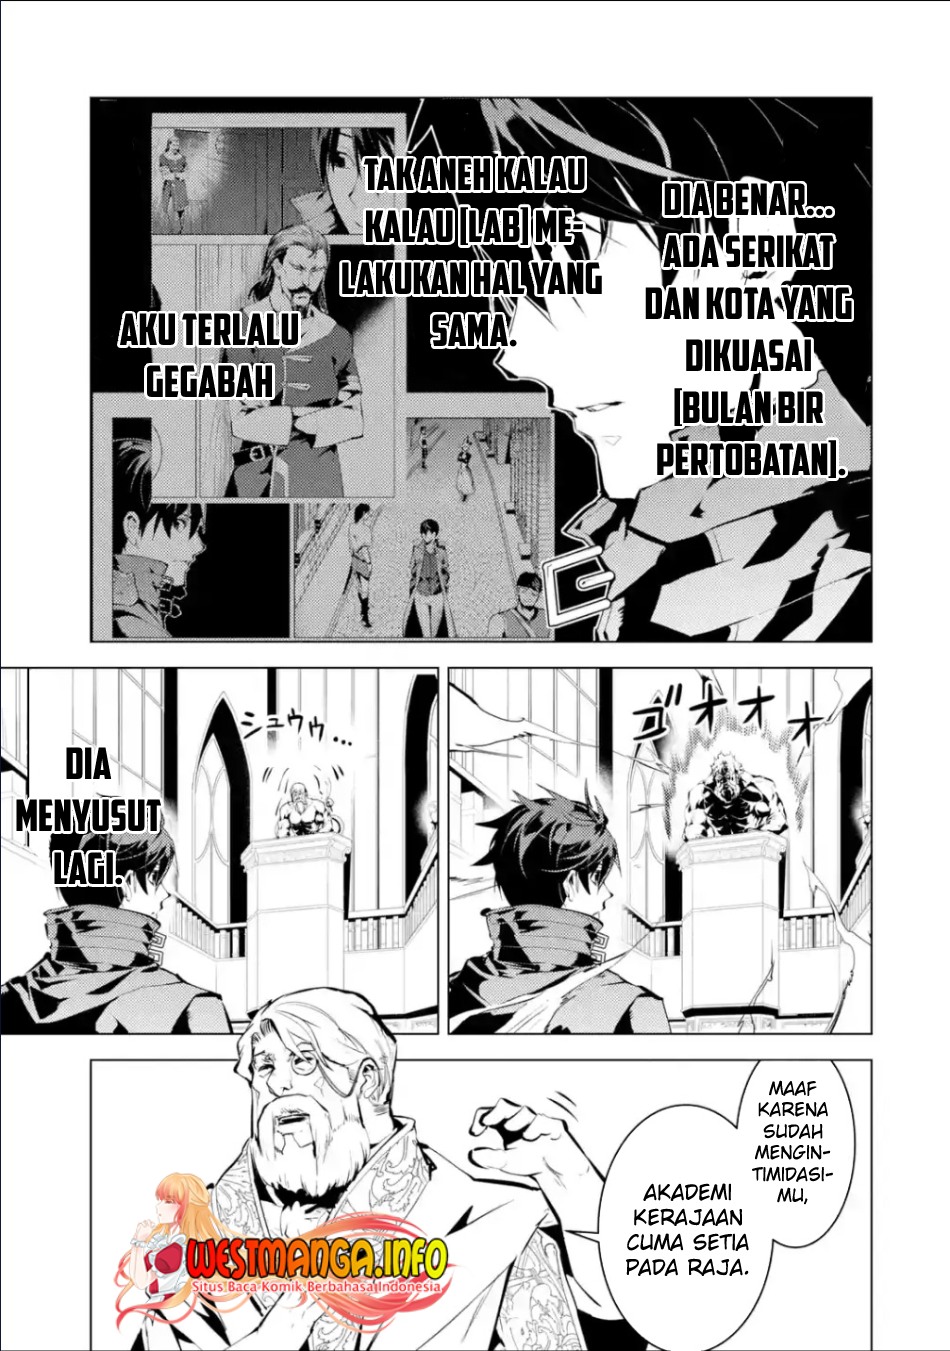 DIA BENAR...
ADA SERIKAT
DAN KOTA YANG
DIKUASAI
[BULAN BIR
PERTOBATAN].
TAK ANEH KALAU
KALAU [LAB] ME-
LAKUKAN HAL YANG
SAMA.
AKU TERLALU
GEGABAH
ゴオオオ
シュウゥ...
DIA
MENYUSUT
LAGI.
MAAF
KARENA
SUDAH
MENGIN-
TIMIDASI-
MU,
AKADEMI
KERAJAAN
CUMA SETIA
PADA RAJA.
WESTMANGA.INFO
Situs Baca Komik Berbahasa Indonesia